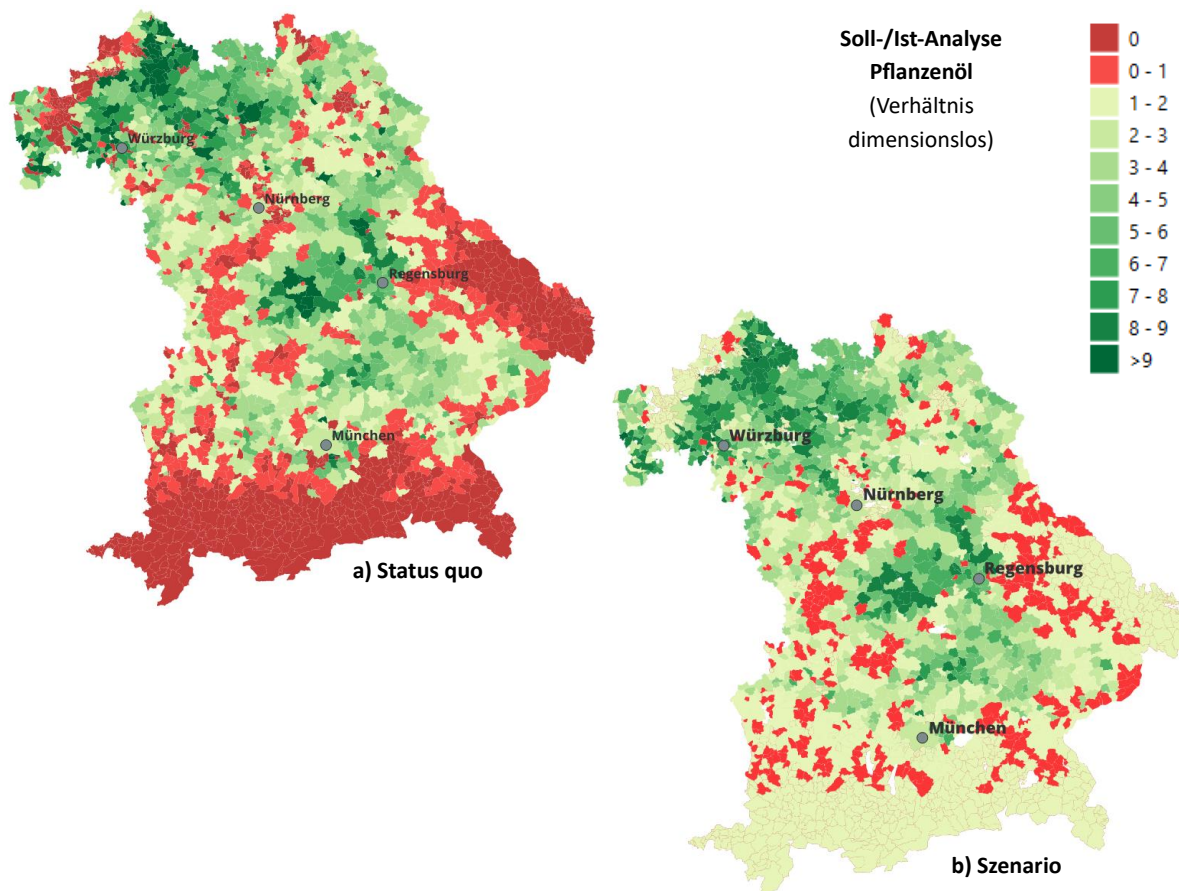 Soll-/Ist-Analyse
Pflanzenöl
(Verhältnis
dimensionslos)
0
0 - 1
1 - 2
2 - 3
3 - 4
4 - 5
5 - 6
6 - 7
7 - 8
8 - 9
>9
Würzburg
Nürnberg
Regensburg
München
a) Status quo
Würzburg
Nürnberg
Regensburg
München
b) Szenario